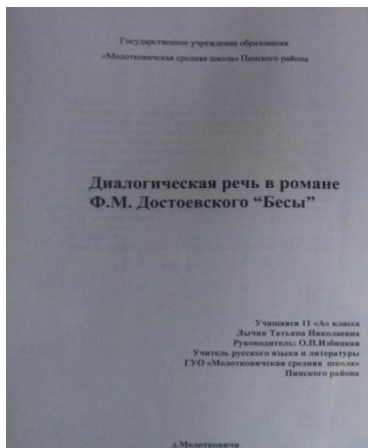 Государственное учреждение образования
«Молотковичская средняя школа» Пинского района
Диалогическая речь в романе
Ф.М. Достоевского “Бесы”
Учащаяся 11 «А» класса
Лычик Татьяна Николаевна
Руководитель: О.П.Избицкая
Учитель русского языка и литературы
ГУО «Молотковичская средняя школа»
Пинского района
д.Молотковичи